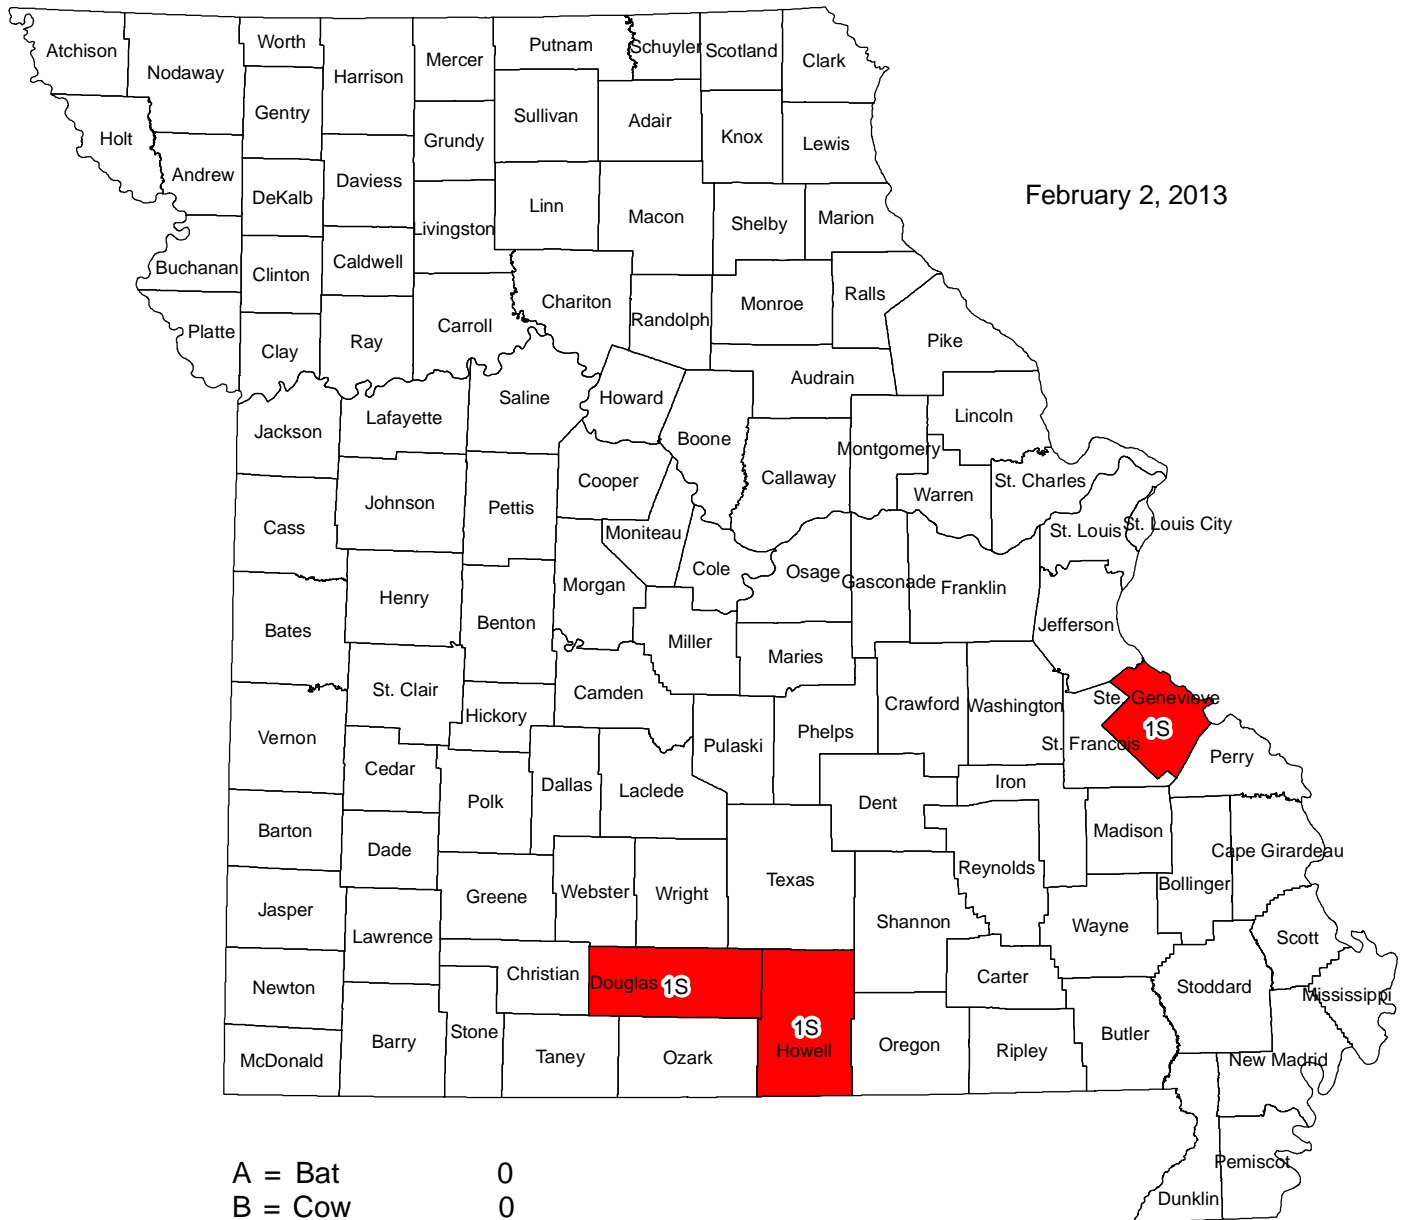 Atchison
Nodaway
Worth
Harrison
Mercer
Putnam
Schuyler
Scotland
Clark
Gentry
Sullivan
Adair
Knox
Lewis
Holt
Grundy
Andrew
DeKalb
Daviess
Linn
Macon
Shelby
Marion
February 2, 2013
Livingston
Buchanan
Clinton
Caldwell
Chariton
Randolph
Monroe
Ralls
Platte
Clay
Ray
Carroll
Pike
Audrain
Saline
Howard
Lafayette
Jackson
Boone
Lincoln
Montgomery
Cooper
Callaway
St. Charles
Warren
Johnson
Pettis
Cass
Moniteau
St. Louis
St. Louis City
Cole
Osage
Gasconade
Franklin
Morgan
Henry
Benton
Bates
Miller
Maries
Jefferson
St. Clair
Camden
Hickory
Crawford
Washington
Ste. Genevieve
1S
Vernon
Pulaski
Phelps
St. Francois
Perry
Cedar
Polk
Dallas
Laclede
Dent
Iron
Barton
Dade
Madison
Cape Girardeau
Texas
Reynolds
Bollinger
Greene
Webster
Wright
Jasper
Lawrence
Shannon
Wayne
Scott
Christian
Douglas
1S
Carter
Newton
Stoddard
Mississippi
1S
Howell
Stone
Barry
Taney
Ozark
Oregon
Ripley
Butler
McDonald
New Madrid
Pemiscot
Dunklin
A = Bat 0
B = Cow 0